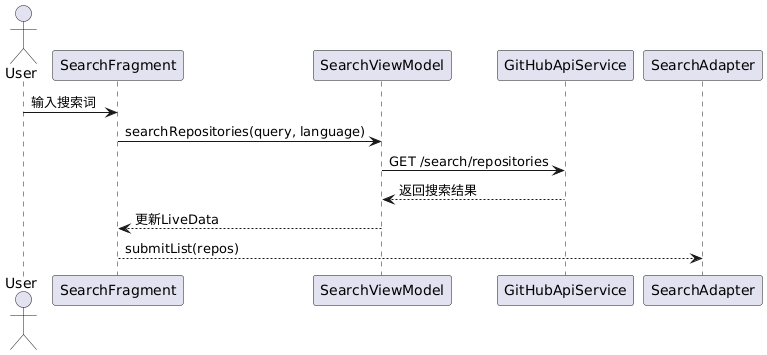 User
SearchFragment
SearchViewModel
GitHubApiService
SearchAdapter
输入搜索词
searchRepositories(query, language)
GET /search/repositories
返回搜索结果
更新LiveData
submitList(repos)
User
SearchFragment
SearchViewModel
GitHubApiService
SearchAdapter